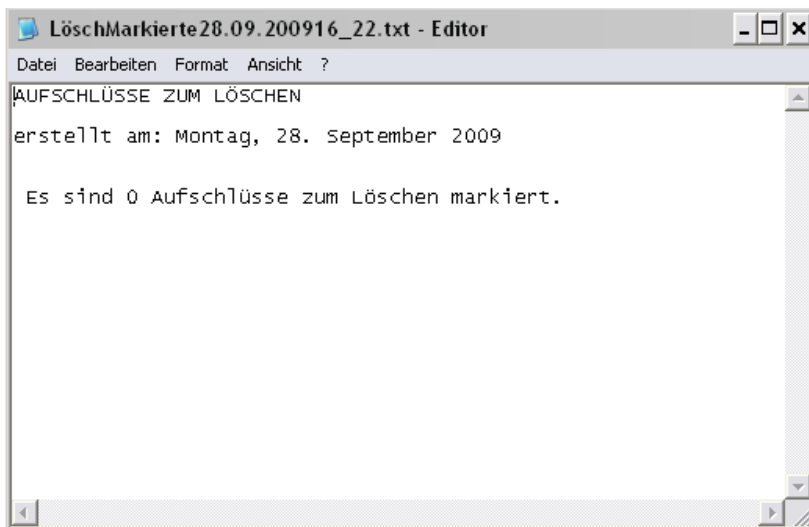 LöschMarkierte28.09.200916_22.txt - Editor
Datei Bearbeiten Format Ansicht ?
AUFSCHLÜSSE ZUM LÖSCHEN
erstellt am: Montag, 28. September 2009
Es sind 0 Aufschlüsse zum Löschen markiert.